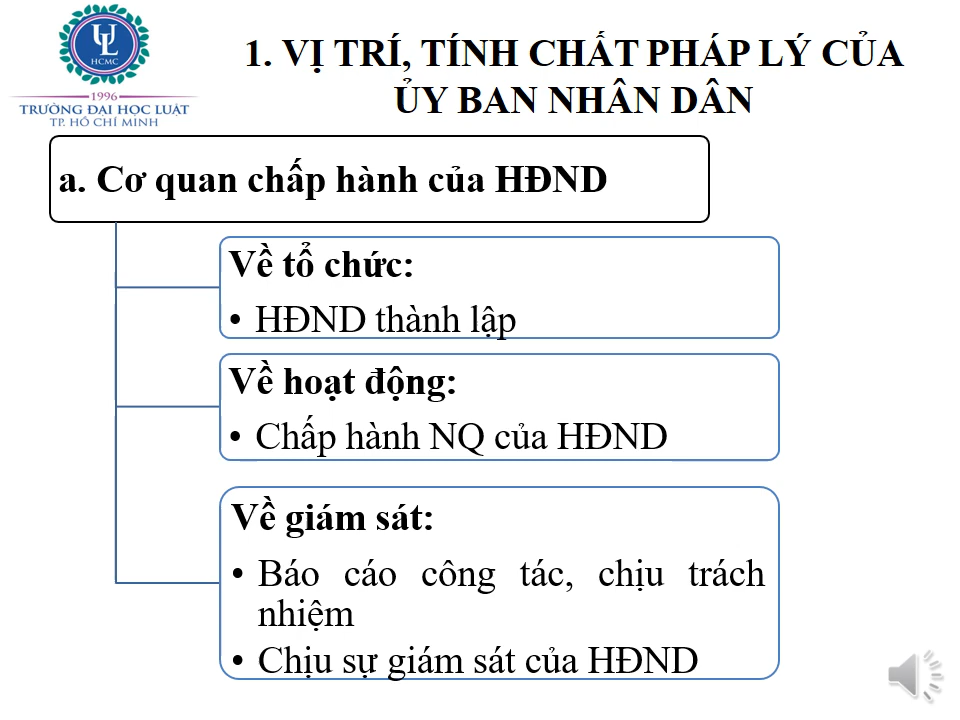 UL
HCMC
1996
TRƯỜNG ĐẠI HỌC LUẬT
TP. HỒ CHÍ MINH
1. VỊ TRÍ, TÍNH CHẤT PHÁP LÝ CỦA
ỦY BAN NHÂN DÂN
a. Cơ quan chấp hành của HĐND
Về tổ chức:
• HĐND thành lập
Về hoạt động:
• Chấp hành NQ của HĐND
Về giám sát:
• Báo cáo công tác, chịu trách
nhiệm
• Chịu sự giám sát của HĐND